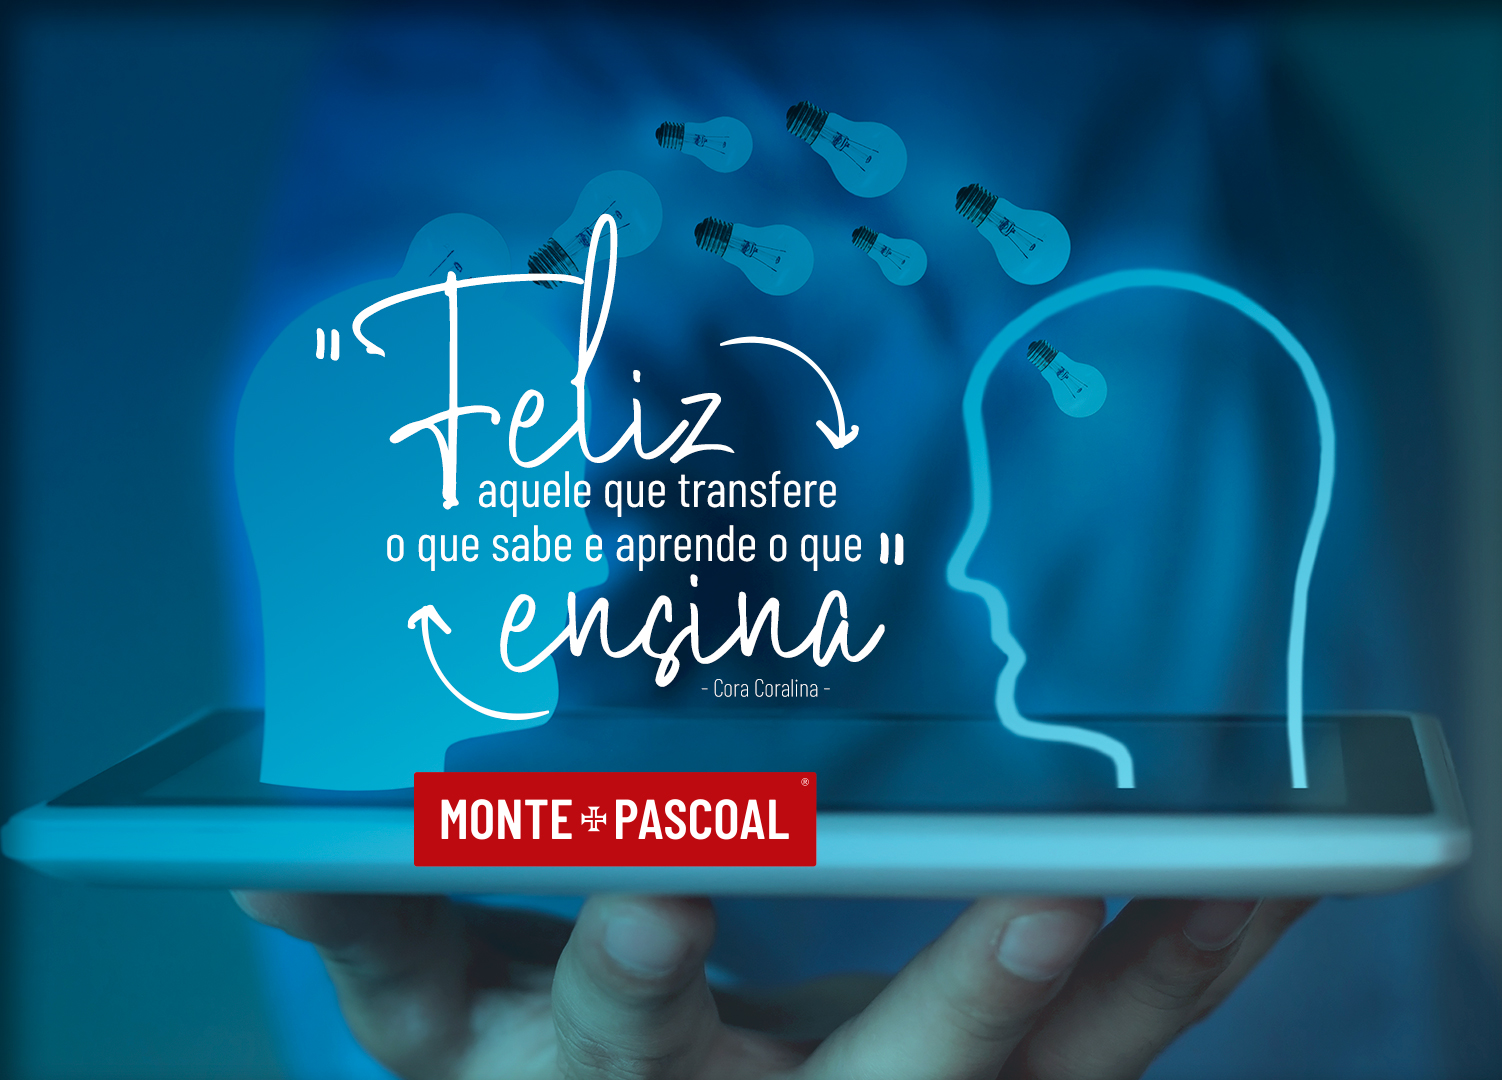 "Feliz
aquele que transfere
o que sabe e aprende o que"
ensina
- Cora Coralina -
MONTE PASCOAL®